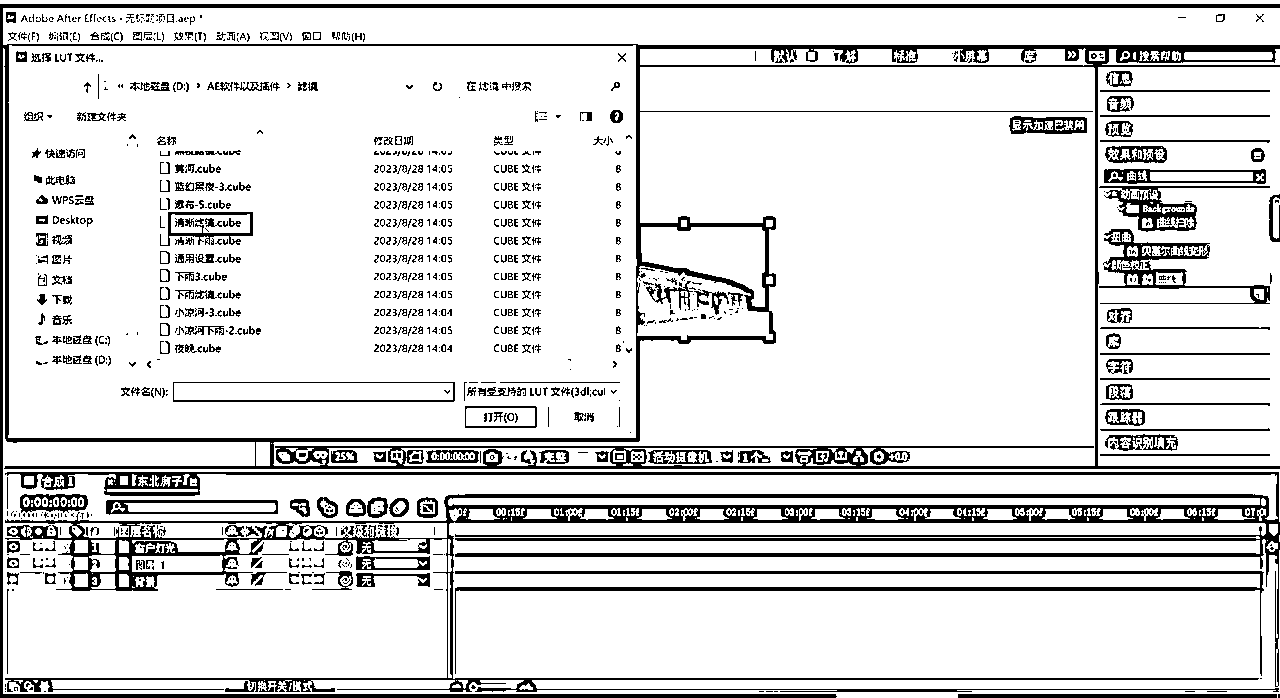 Adobe After Effects - 无标题项目.aep *
文件(F) 编辑(E) 合成(C) 图层(L) 效果(T) 动画(A) 视图(V) 窗口 帮助(H)
选择 LUT 文件...
默认 了解 标准 小屏幕 库 搜索帮助
本地磁盘 (D:) › AE软件以及插件 › 滤镜
在 滤镜 中搜索
组织 新建文件夹
名称 修改日期 类型 大小
黄河.cube 2023/8/28 14:05 CUBE 文件 8
蓝幻黑夜-3.cube 2023/8/28 14:05 CUBE 文件 8
瀑布-5.cube 2023/8/28 14:05 CUBE 文件 8
清晰滤镜.cube 2023/8/28 14:05 CUBE 文件 8
清晰下雨.cube 2023/8/28 14:05 CUBE 文件 8
通用设置.cube 2023/8/28 14:05 CUBE 文件 8
下雨3.cube 2023/8/28 14:05 CUBE 文件 8
下雨滤镜.cube 2023/8/28 14:05 CUBE 文件 8
小凉河-3.cube 2023/8/28 14:04 CUBE 文件 8
小凉河下雨-2.cube 2023/8/28 14:05 CUBE 文件 8
夜晚.cube 2023/8/28 14:04 CUBE 文件 8
快速访问
此电脑
WPS云盘
Desktop
视频
图片
文档
下载
音乐
本地磁盘 (C:)
本地磁盘 (D:)
文件名(N):
所有受支持的 LUT 文件(3dl;cu
打开(O) 取消
显示加速已禁用
信息
音频
预览
效果和预设
曲线
动画预设
Backgrounds
扭曲
贝塞尔曲线变形
颜色校正
曲线
对齐
库
字符
段落
跟踪器
内容识别填充
25% 0:00:00:00 完整 活动摄像机 1个... +0.0
合成 1 东北房子
0:00:00:00
图层名称 父级和链接
1 窗户灯光 无
2 图层 1 无
3 背景 无
00:15f 01:00f 01:15f 02:00f 02:15f 03:00f 03:15f 04:00f 04:15f 05:00f 05:15f 06:00f 06:15f 07:0
切换开关/模式